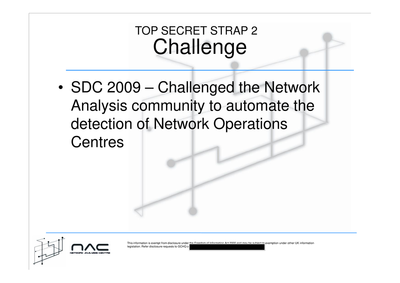 TOP SECRET STRAP 2
Challenge
• SDC 2009 – Challenged the Network
Analysis community to automate the
detection of Network Operations
Centres
NAC
NETWORK ANALYSIS CENTRE
This information is exempt from disclosure under the Freedom of Information Act 2000 and may be subject to exemption under other UK information
legislation. Refer disclosure requests to GCHQ